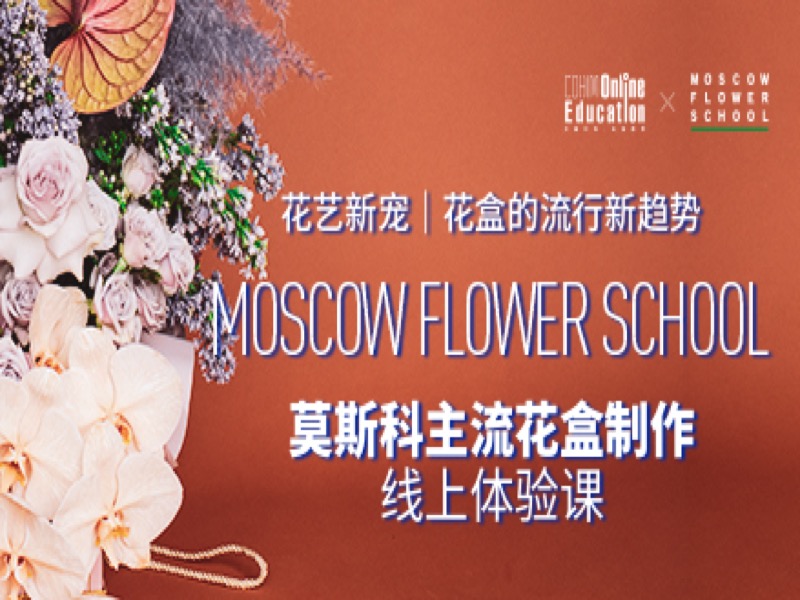 COHIM Online
Education
×
MOSCOW
FLOWER
SCHOOL
花艺新宠｜花盒的流行新趋势
MOSCOW FLOWER SCHOOL
莫斯科主流花盒制作
线上体验课